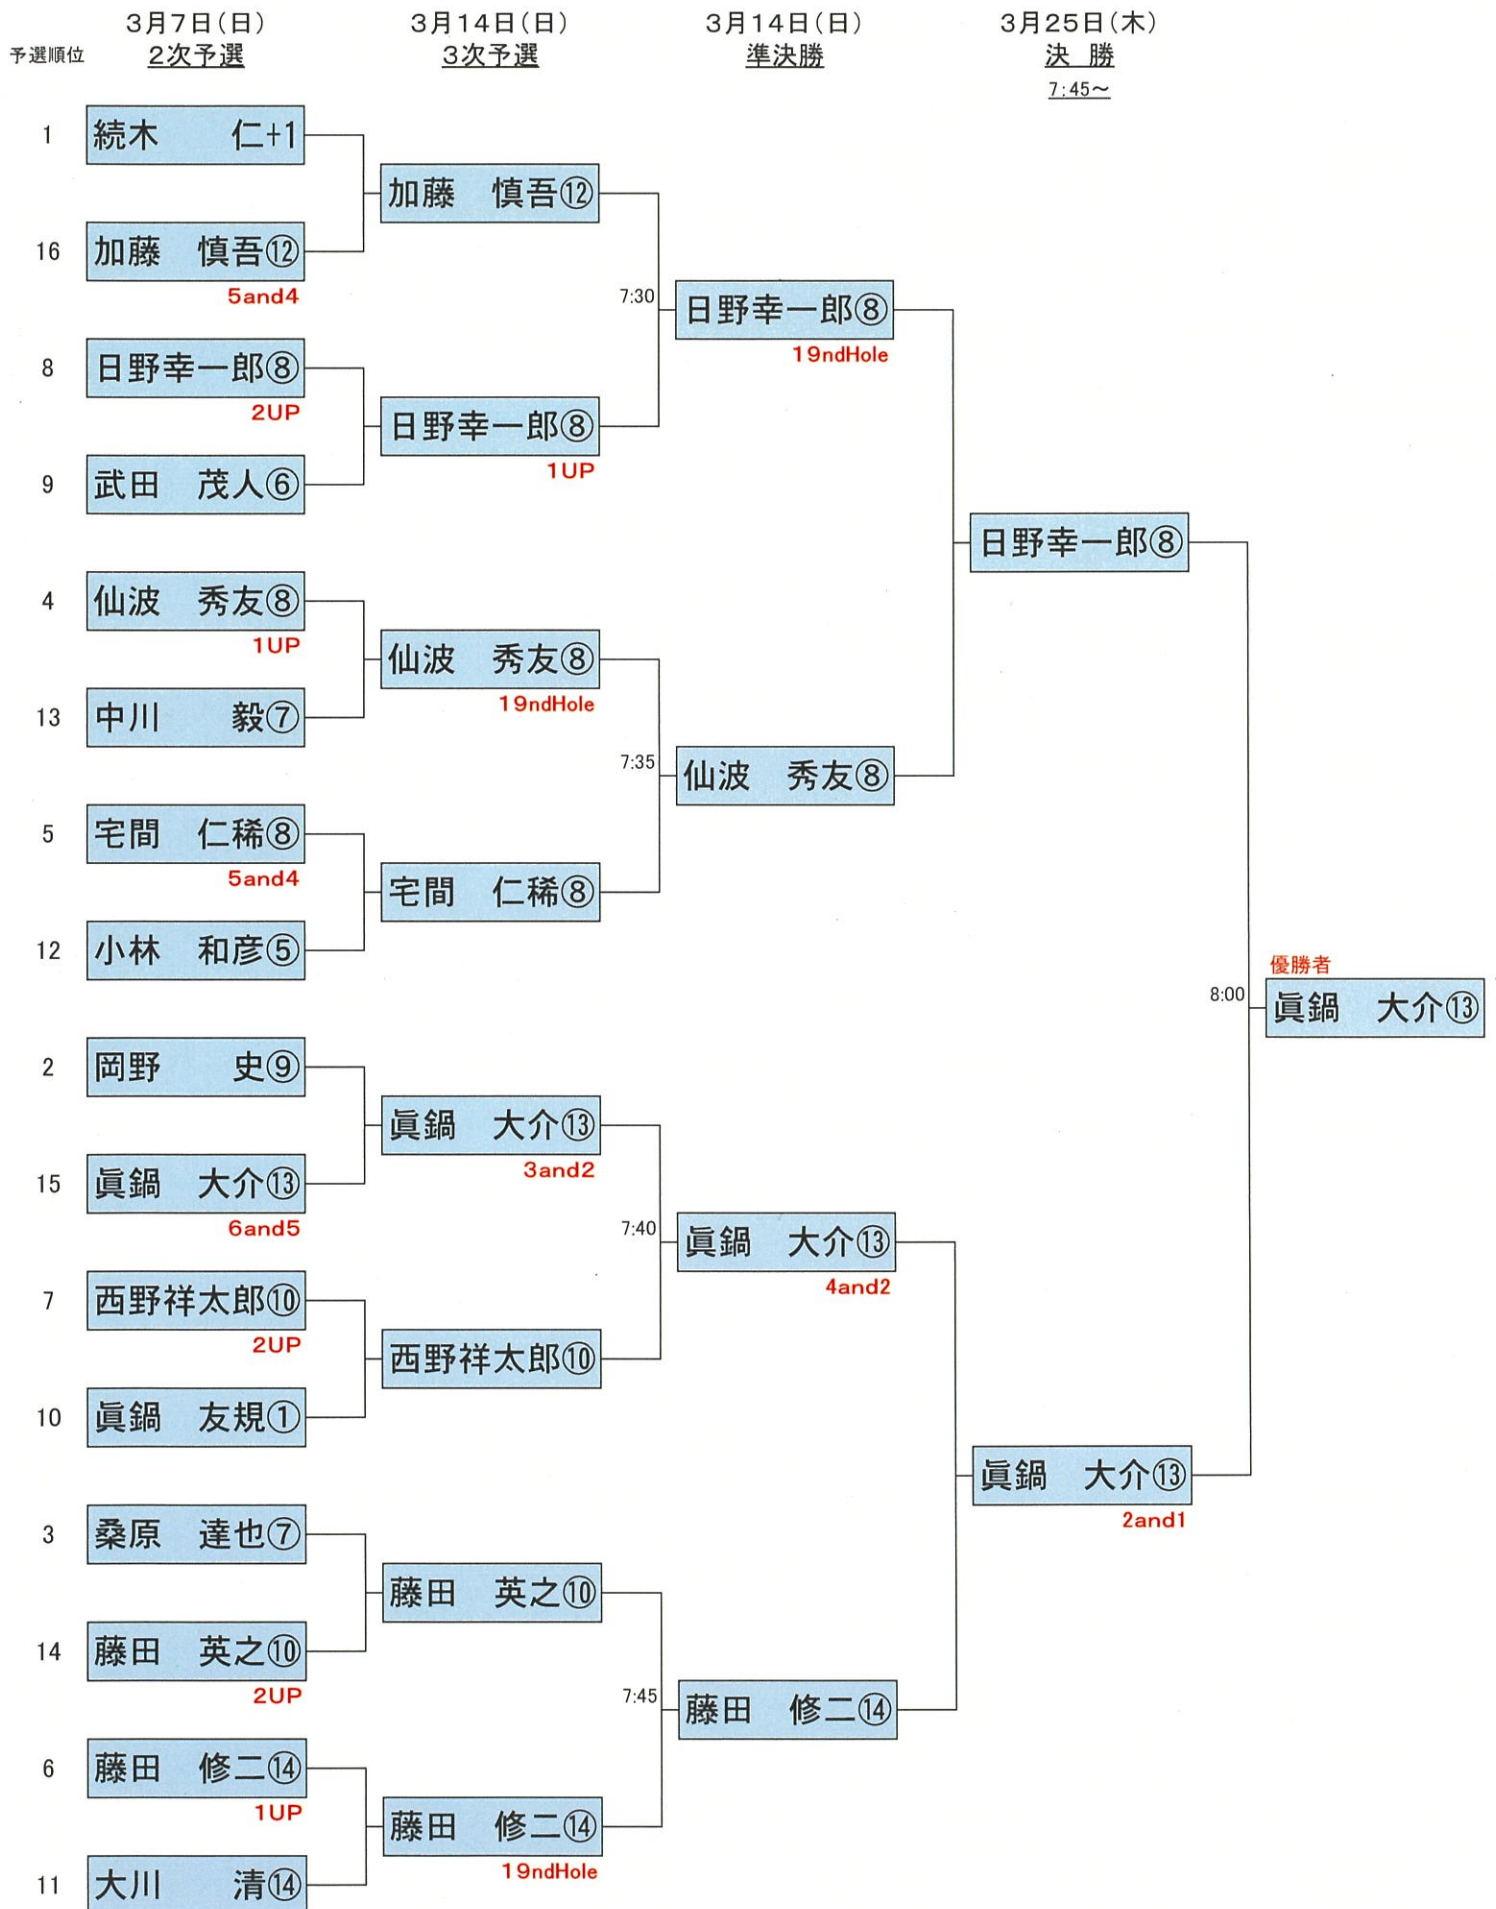 3月7日(日) 3月14日(日) 3月14日(日) 3月25日(木)
予選順位 2次予選 3次予選 準決勝 決 勝
7:45~
1 続木 仁+1
加藤 慎吾⑫
16 加藤 慎吾⑫
5and4
7:30 日野幸一郎⑧
19ndHole
8 日野幸一郎⑧
2UP
日野幸一郎⑧
1UP
9 武田 茂人⑥
日野幸一郎⑧
4 仙波 秀友⑧
1UP
仙波 秀友⑧
19ndHole
13 中川 毅⑦
7:35 仙波 秀友⑧
5 宅間 仁稀⑧
5and4
宅間 仁稀⑧
12 小林 和彦⑤
優勝者
8:00 眞鍋 大介⑬
2 岡野 史⑨
眞鍋 大介⑬
3and2
15 眞鍋 大介⑬
6and5
7:40 眞鍋 大介⑬
4and2
7 西野祥太郎⑩
2UP
西野祥太郎⑩
10 眞鍋 友規①
眞鍋 大介⑬
2and1
3 桑原 達也⑦
藤田 英之⑩
14 藤田 英之⑩
2UP
7:45 藤田 修二⑭
6 藤田 修二⑭
1UP
藤田 修二⑭
19ndHole
11 大川 清⑭